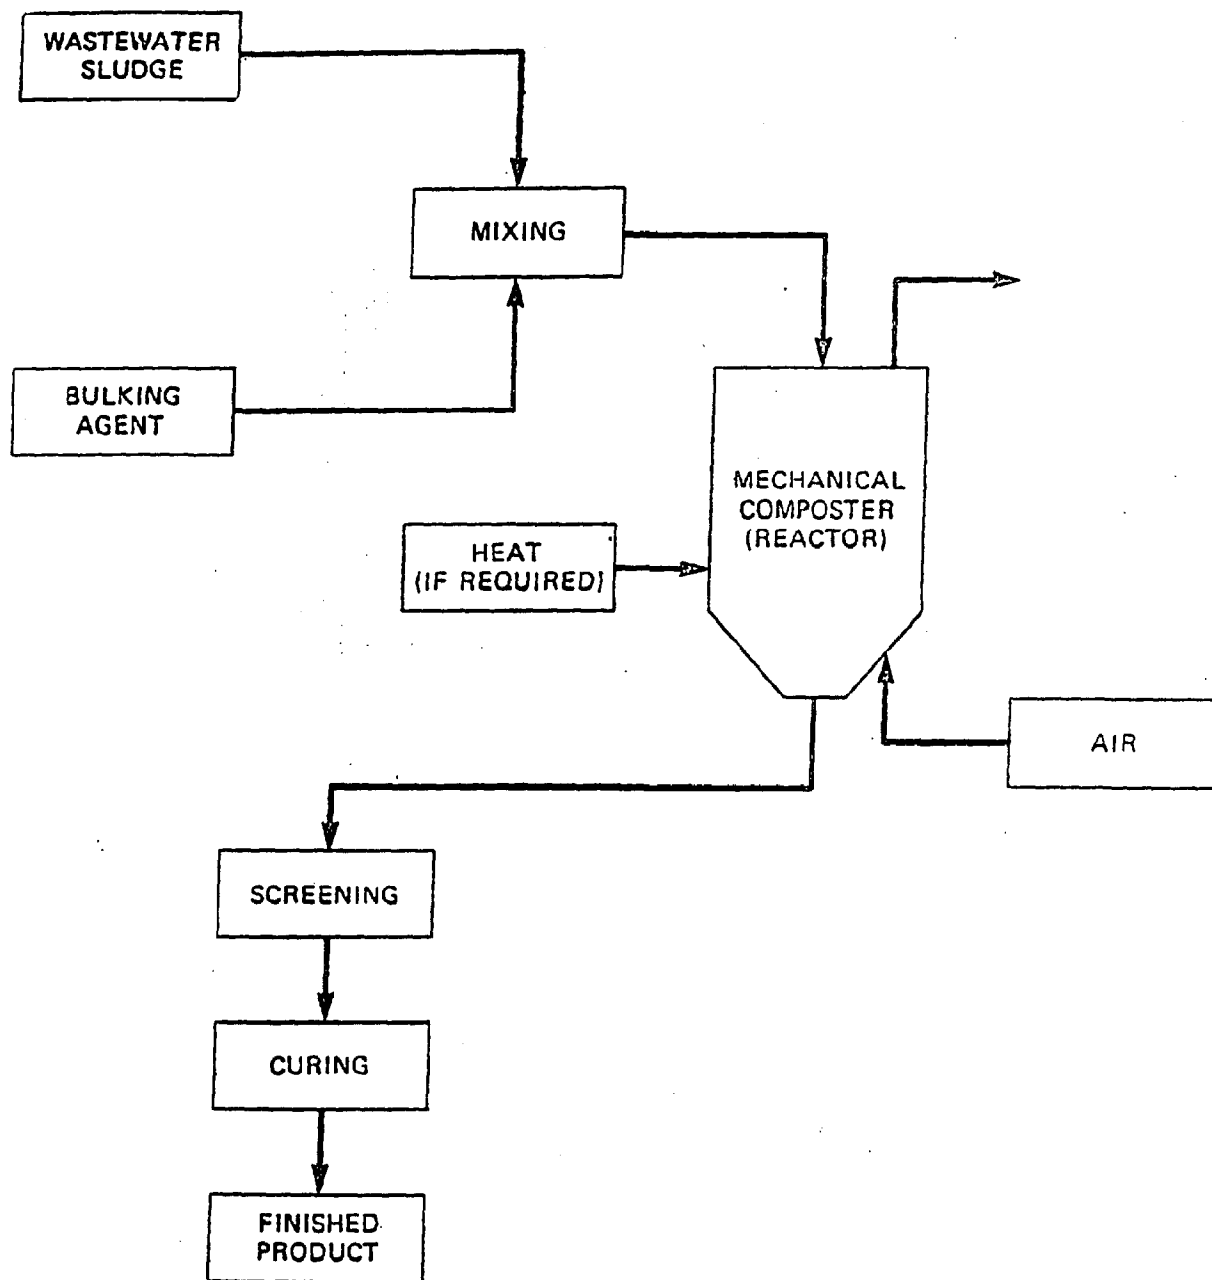 WASTEWATER
SLUDGE
MIXING
BULKING
AGENT
MECHANICAL
COMPOSTER
(REACTOR)
HEAT
(IF REQUIRED)
AIR
SCREENING
CURING
FINISHED
PRODUCT